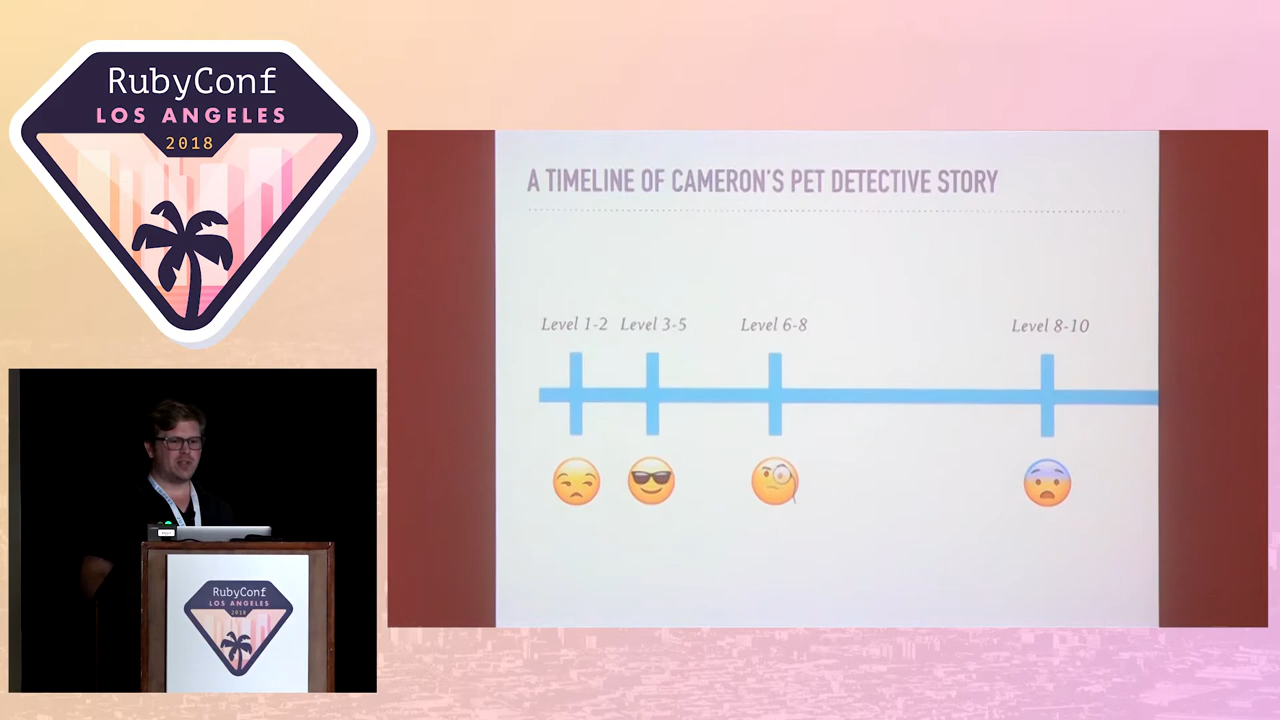 RubyConf
LOS ANGELES
2018
A TIMELINE OF CAMERON'S PET DETECTIVE STORY
Level 1-2
Level 3-5
Level 6-8
Level 8-10
RubyConf
LOS ANGELES
2018